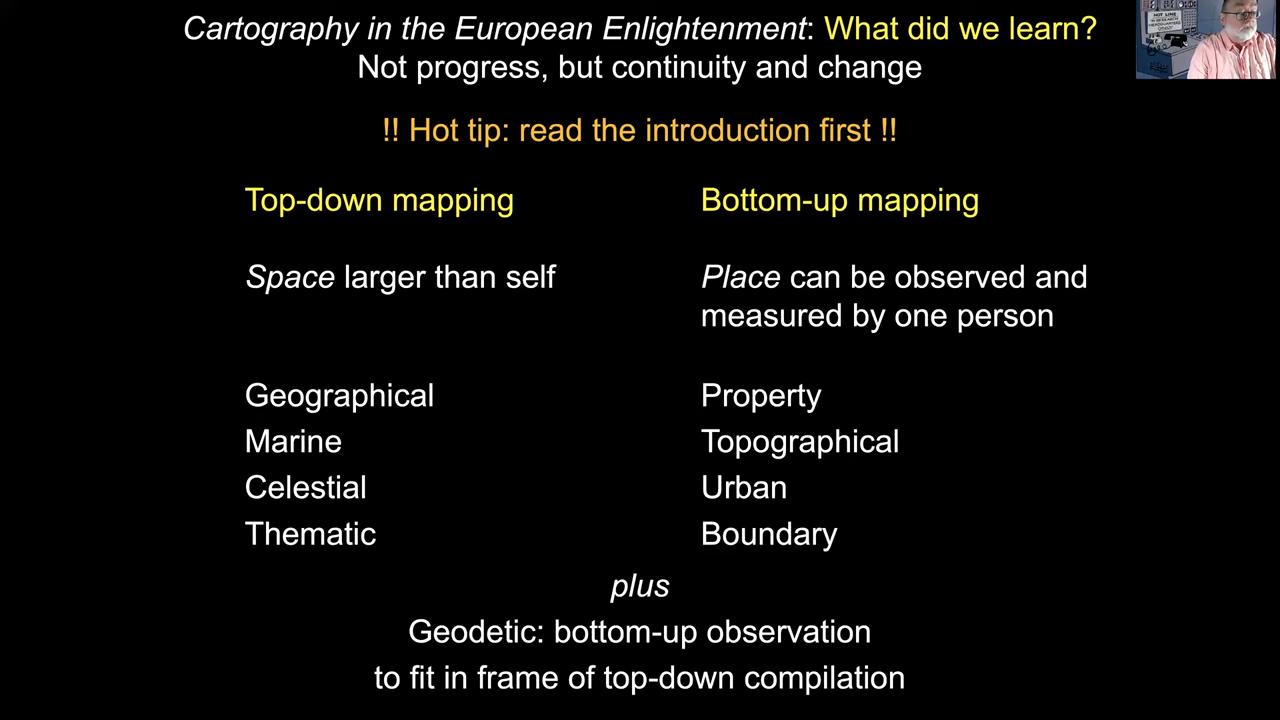 Cartography in the European Enlightenment: What did we learn?
Not progress, but continuity and change
!! Hot tip: read the introduction first !!
Top-down mapping
Space larger than self
Geographical
Marine
Celestial
Thematic
Bottom-up mapping
Place can be observed and
measured by one person
Property
Topographical
Urban
Boundary
plus
Geodetic: bottom-up observation
to fit in frame of top-down compilation
HOT LINE